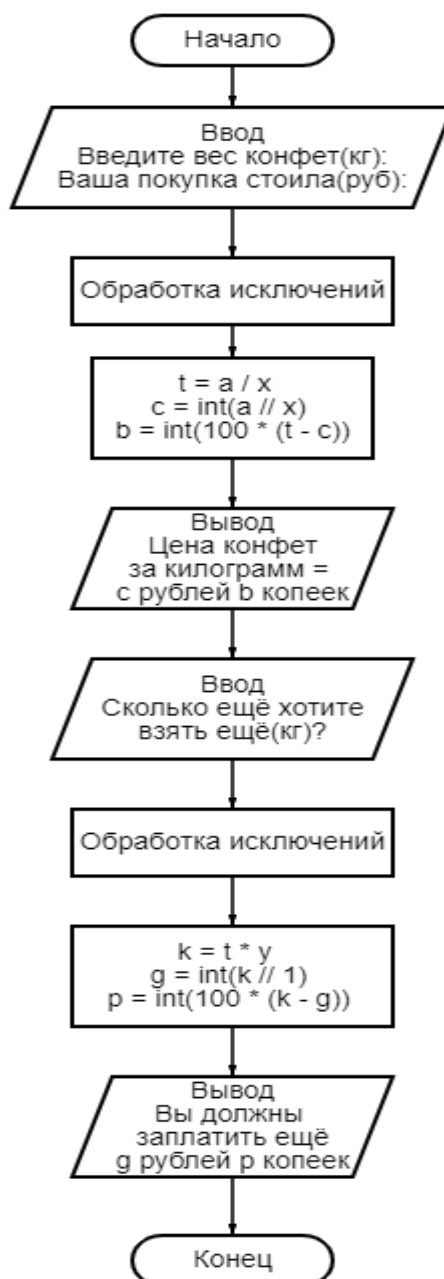 Начало
Ввод
Введите вес конфет(кг):
Ваша покупка стоила(руб):
Обработка исключений
t = a / x
c = int(a // x)
b = int(100 * (t - c))
Вывод
Цена конфет
за килограмм =
c рублей b копеек
Ввод
Сколько ещё хотите
взять ещё(кг)?
Обработка исключений
k = t * y
g = int(k // 1)
p = int(100 * (k - g))
Вывод
Вы должны
заплатить ещё
g рублей p копеек
Конец